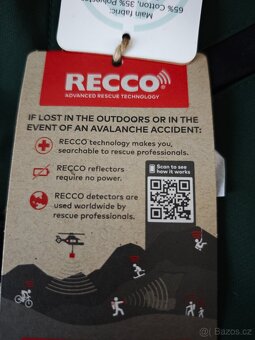 Main fabric:
65% Cotton, 35% Polyester
RECCO
ADVANCED RESCUE TECHNOLOGY
IF LOST IN THE OUTDOORS OR IN THE
EVENT OF AN AVALANCHE ACCIDENT:
RECCO technology makes you,
searchable to rescue professionals.
RECCO reflectors
require no power.
RECCO detectors are
used worldwide by
rescue professionals.
Scan to see
how it works
Sbazoš.cz